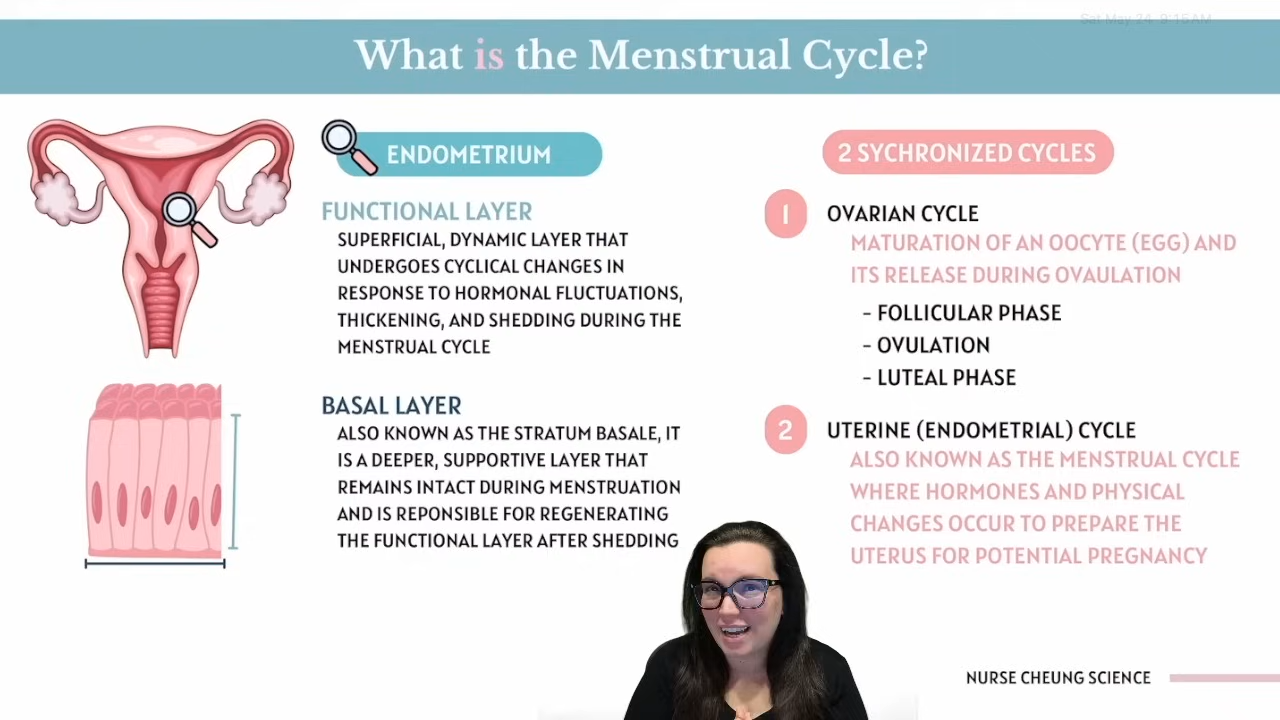 Sat May 24 9:15AM
What is the Menstrual Cycle?
ENDOMETRIUM
FUNCTIONAL LAYER
SUPERFICIAL, DYNAMIC LAYER THAT
UNDERGOES CYCLICAL CHANGES IN
RESPONSE TO HORMONAL FLUCTUATIONS,
THICKENING, AND SHEDDING DURING THE
MENSTRUAL CYCLE
BASAL LAYER
ALSO KNOWN AS THE STRATUM BASALE, IT
IS A DEEPER, SUPPORTIVE LAYER THAT
REMAINS INTACT DURING MENSTRUATION
AND IS REPONSIBLE FOR REGENERATING
THE FUNCTIONAL LAYER AFTER SHEDDING
2 SYCHRONIZED CYCLES
1 OVARIAN CYCLE
MATURATION OF AN OOCYTE (EGG) AND
ITS RELEASE DURING OVAULATION
- FOLLICULAR PHASE
- OVULATION
- LUTEAL PHASE
2 UTERINE (ENDOMETRIAL) CYCLE
ALSO KNOWN AS THE MENSTRUAL CYCLE
WHERE HORMONES AND PHYSICAL
CHANGES OCCUR TO PREPARE THE
UTERUS FOR POTENTIAL PREGNANCY
NURSE CHEUNG SCIENCE